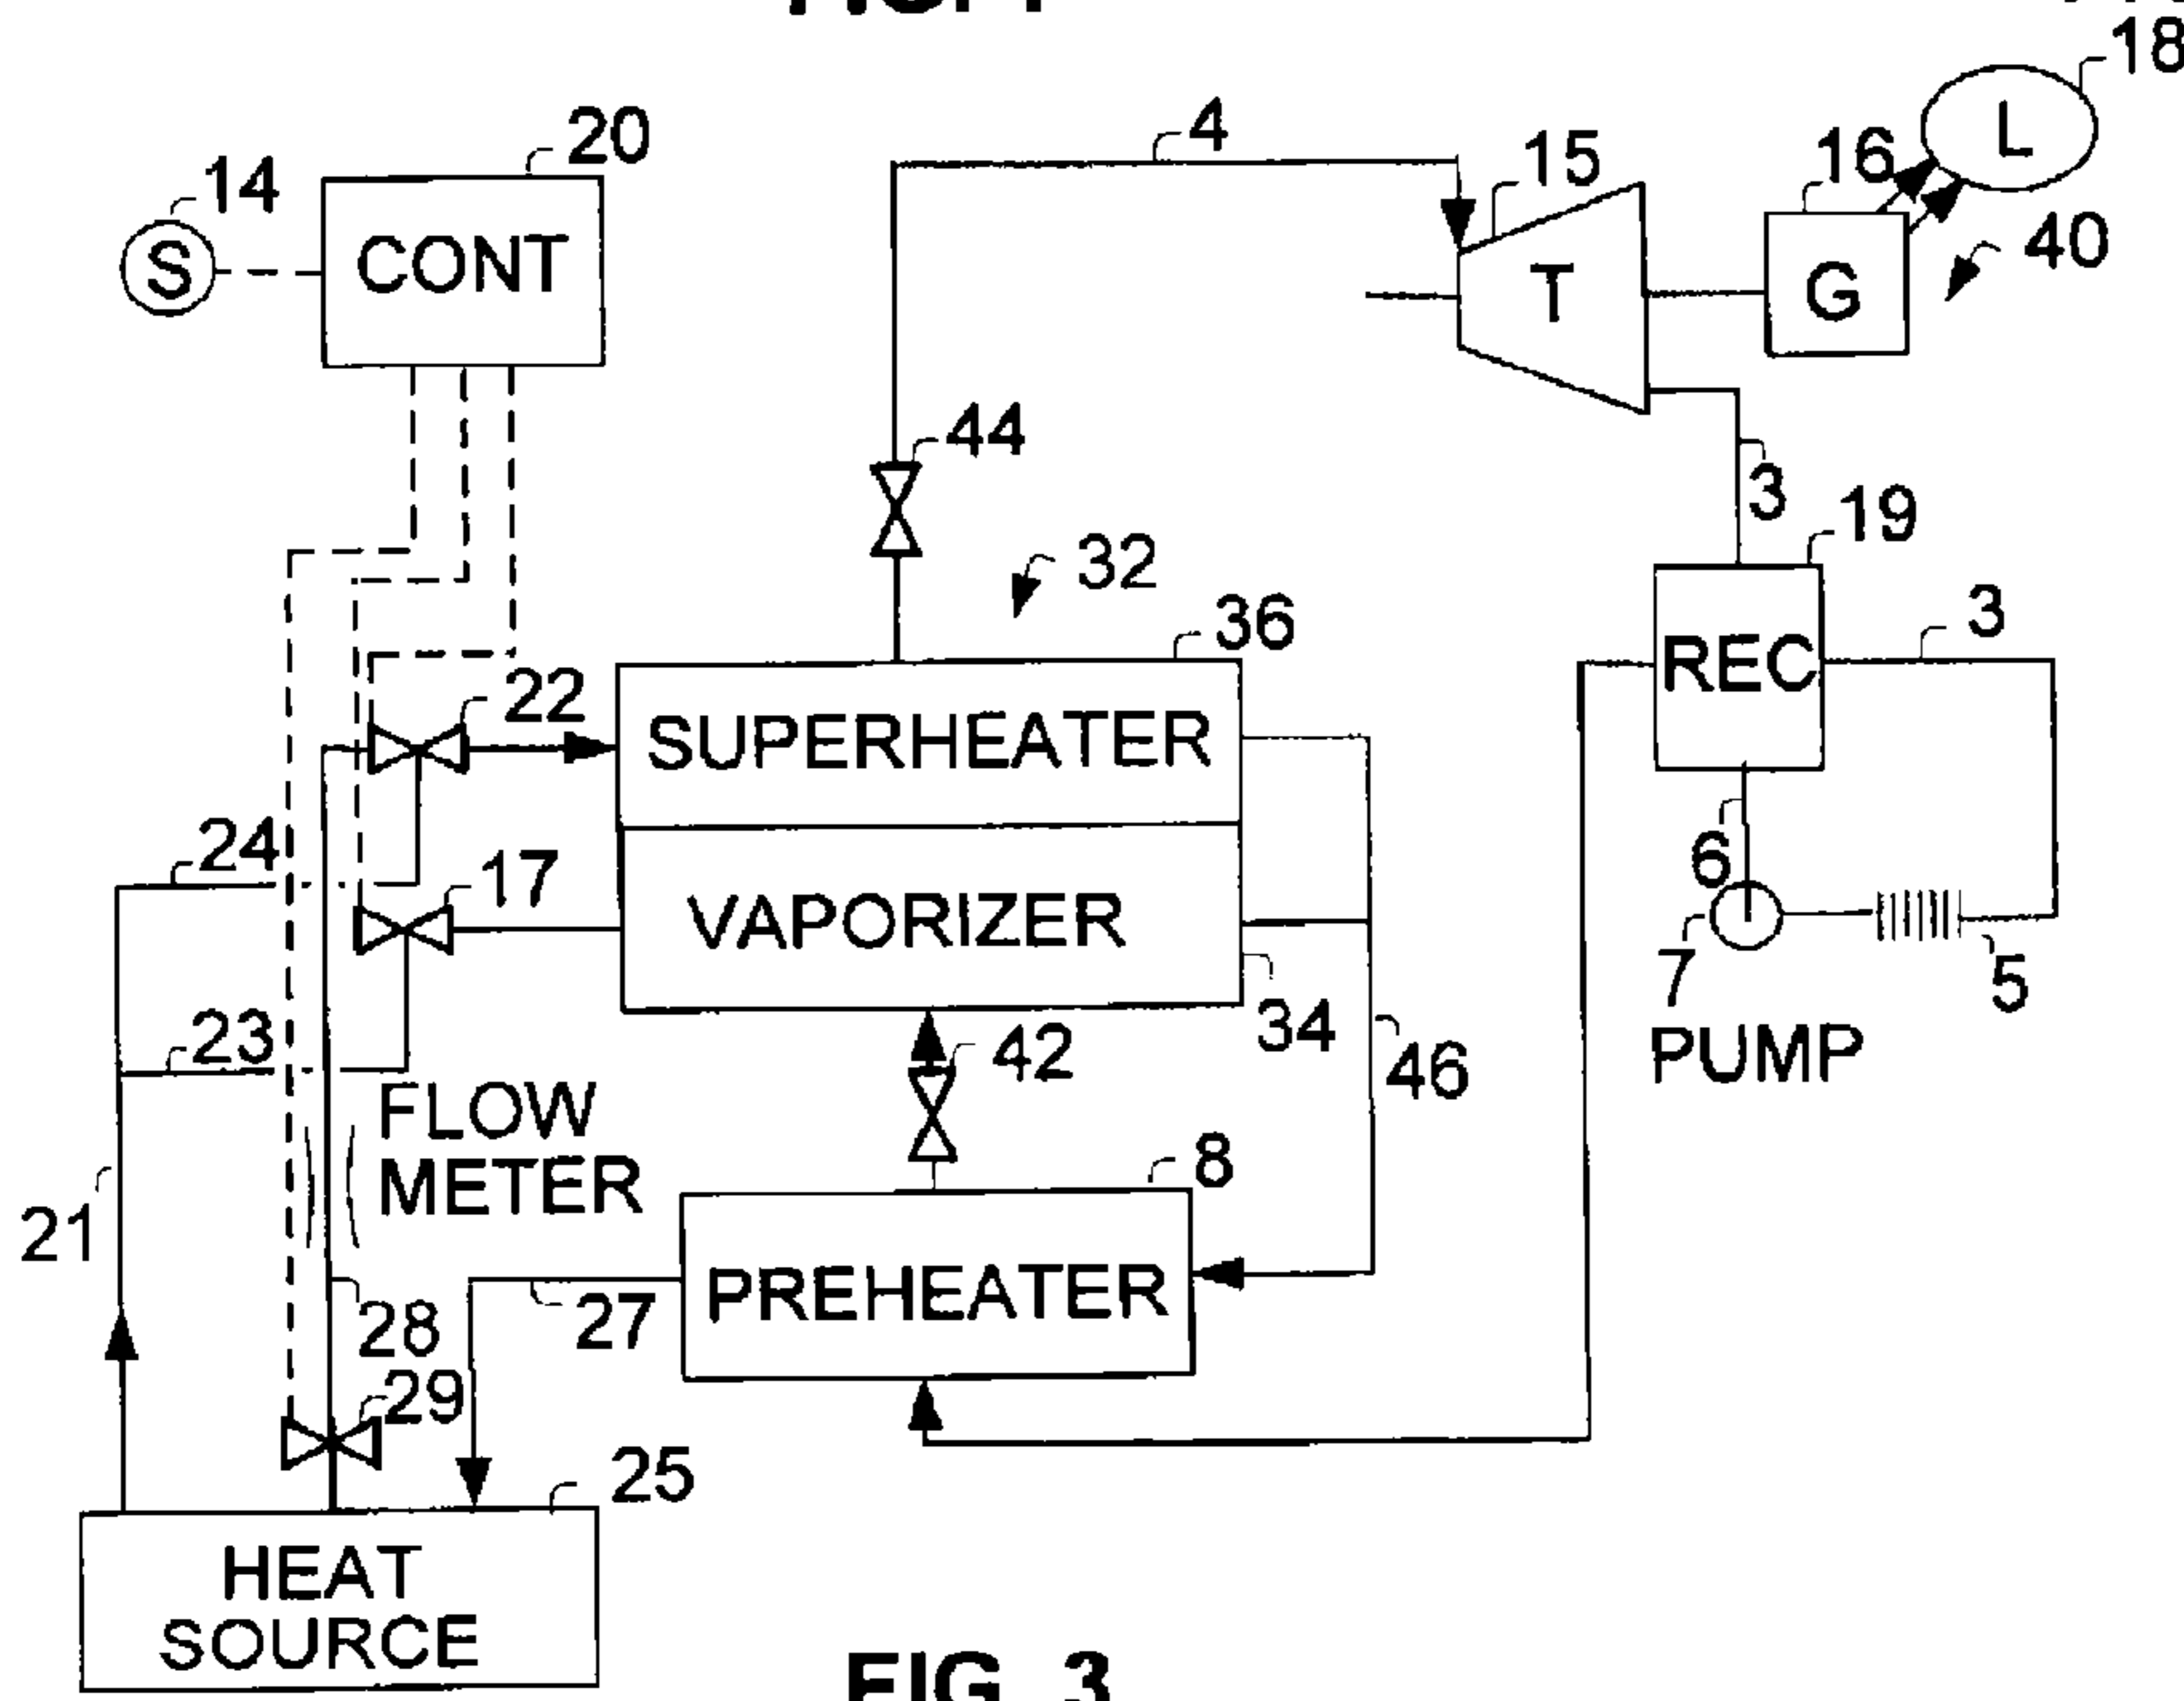 18
20
4
14
15
16
L
CONT
S
40
T
G
44
3
19
32
3
36
REC
22
SUPERHEATER
24
17
6
VAPORIZER
7
5
34
23
42
46
PUMP
FLOW
METER
8
21
PREHEATER
28
27
29
25
HEAT
SOURCE
FIG. 3